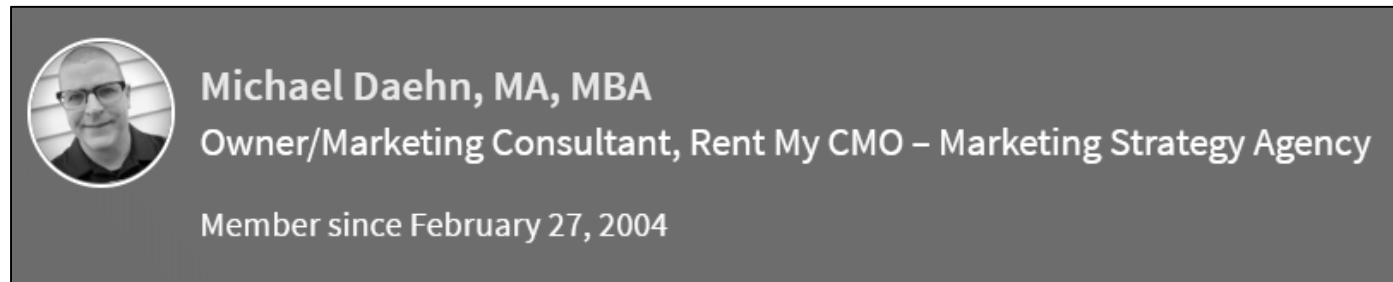 Michael Daehn, MA, MBA
Owner/Marketing Consultant, Rent My CMO – Marketing Strategy Agency
Member since February 27, 2004